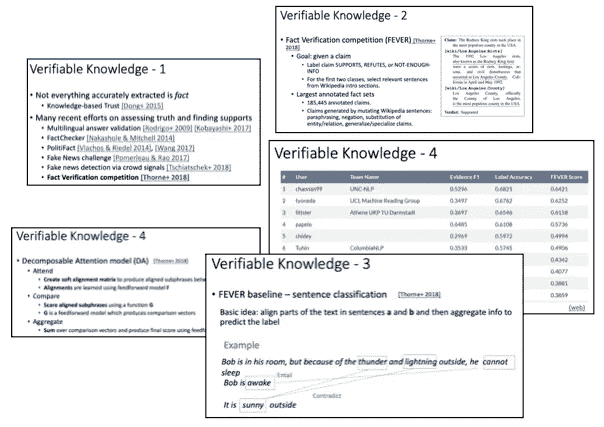 Verifiable Knowledge - 2
• Fact Verification competition (FEVER) [Thorne+ 2018]
• Goal: given a claim
• Label claim SUPPORTS, REFUTES, or NOT-ENOUGH-
INFO
• For the first two classes, select relevant sentences
from Wikipedia intro sections.
• Largest annotated fact sets
• 185,445 annotated claims.
• Claims generated by mutating Wikipedia sentences:
paraphrasing, negation, substitution of
entity/relation, generalize/specialize claims.
Claim: The Rodney King riots took place in
the most populous county in the USA.
[wiki/Los Angeles Riots]
The 1992 Los Angeles riots,
also known as the Rodney King riots
were a series of riots, lootings, ar-
sons, and civil disturbances that
occurred in Los Angeles County, Cali-
fornia in April and May 1992.
[wiki/Los Angeles County]
Los Angeles County, officially
the County of Los Angeles,
is the most populous county in the USA.
Verdict: Supported
Verifiable Knowledge - 1
• Not everything accurately extracted is fact
• Knowledge-based Trust [Dong+ 2015]
• Many recent efforts on assessing truth and finding supports
• Multilingual answer validation [Rodrigo+ 2009] [Kobayashi+ 2017]
• FactChecker [Nakashole & Mitchell 2014]
• PolitiFact [Vlachos & Riedel 2014], [Wang 2017]
• Fake News challenge [Pomerleau & Rao 2017]
• Fake news detection via crowd signals [Tschiatschek+ 2018]
• Fact Verification competition [Thorne+ 2018]
Verifiable Knowledge - 4
# User Team Name Evidence F1 Label Accuracy FEVER Score
1 chaonan99 UNC-NLP 0.5296 0.6821 0.6421
2 tyoneda UCL Machine Reading Group 0.3497 0.6762 0.6252
3 littsler Athene UKP TU Darmstadt 0.3697 0.6546 0.6158
4 papelo 0.6485 0.6108 0.5736
5 chidey 0.2969 0.5972 0.4994
6 Tuhin ColumbiaNLP 0.3533 0.5745 0.4906
0.4342
0.4077
0.3881
0.3859
(web)
Verifiable Knowledge - 4
• Decomposable Attention model (DA) [Thorne+ 2018]
• Attend
• Create soft alignment matrix to produce aligned subphrases betwe
• Alignments are learned using feedforward model F
• Compare
• Score aligned subphrases using a function G
• G is a feedforward model which produces comparison vectors
• Aggregate
• Sum over comparison vectors and produce final score using feedf
Verifiable Knowledge - 3
• FEVER baseline – sentence classification [Thorne+ 2018]
Basic idea: align parts of the text in sentences a and b and then aggregate info to
predict the label
Example
Bob is in his room, but because of the thunder and lightning outside, he cannot
sleep
Entail
Bob is awake
Contradict
It is sunny outside